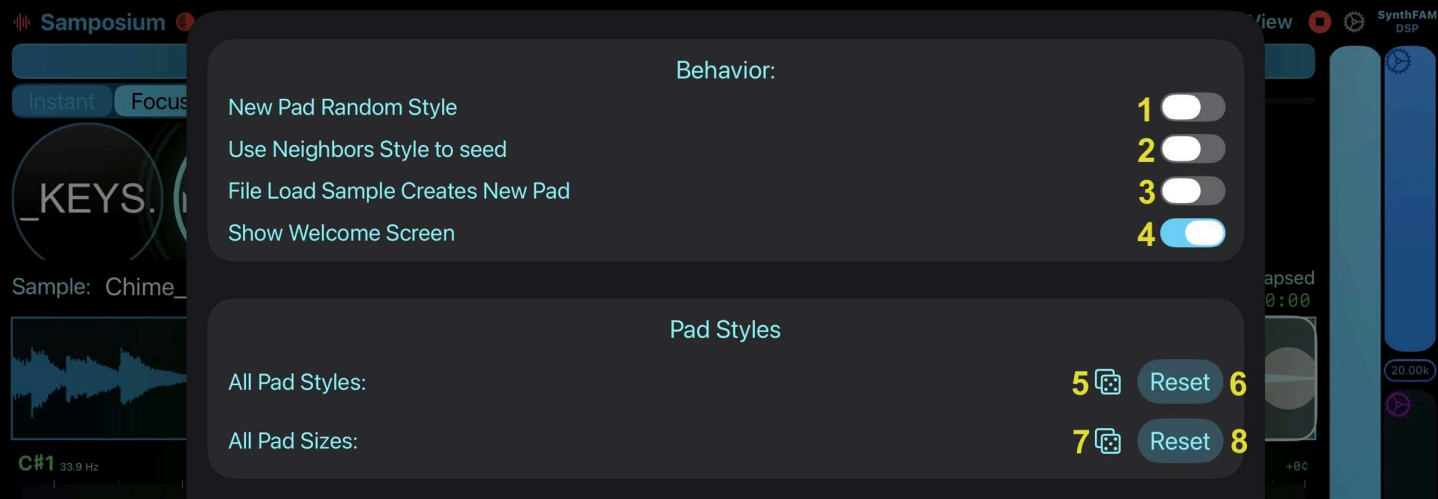 Samposium
View
SynthFAM
DSP
Instant
Focus
_KEYS.
Behavior:
New Pad Random Style 1
Use Neighbors Style to seed 2
File Load Sample Creates New Pad 3
Show Welcome Screen 4
Sample: Chime_
apsed
0:00
Pad Styles
All Pad Styles: 5 Reset 6
All Pad Sizes: 7 Reset 8
20.00k
C#1 33.9 Hz
+0¢